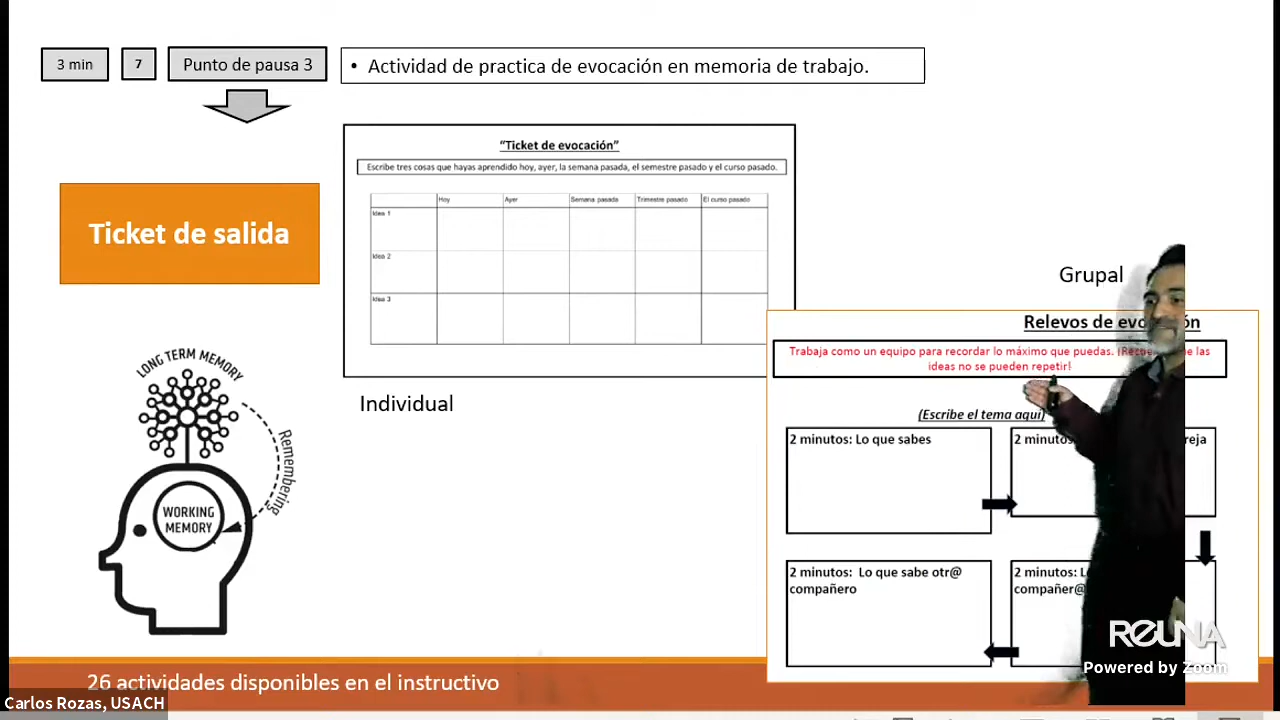 3 min
7
Punto de pausa 3
• Actividad de practica de evocación en memoria de trabajo.
Ticket de salida
“Ticket de evocación”
Escribe tres cosas que hayas aprendido hoy, ayer, la semana pasada, el semestre pasado y el curso pasado.
Hoy Ayer Semana pasada Trimestre pasado El curso pasado
Idea 1
Idea 2
Idea 3
Individual
LONG TERM MEMORY
Remembering
WORKING
MEMORY
Grupal
Relevos de
Trabaja como un equipo para recordar lo máximo que puedas. las
ideas no se pueden repetir!
(Escribe el tema aquí)
2 minutos: Lo que sabes
2
2 minutos: Lo que sabe otr@
compañero
2 minutos:
compañer@
26 actividades disponibles en el instructivo
Carlos Rozas, USACH
REUNA
Powered by Zoom